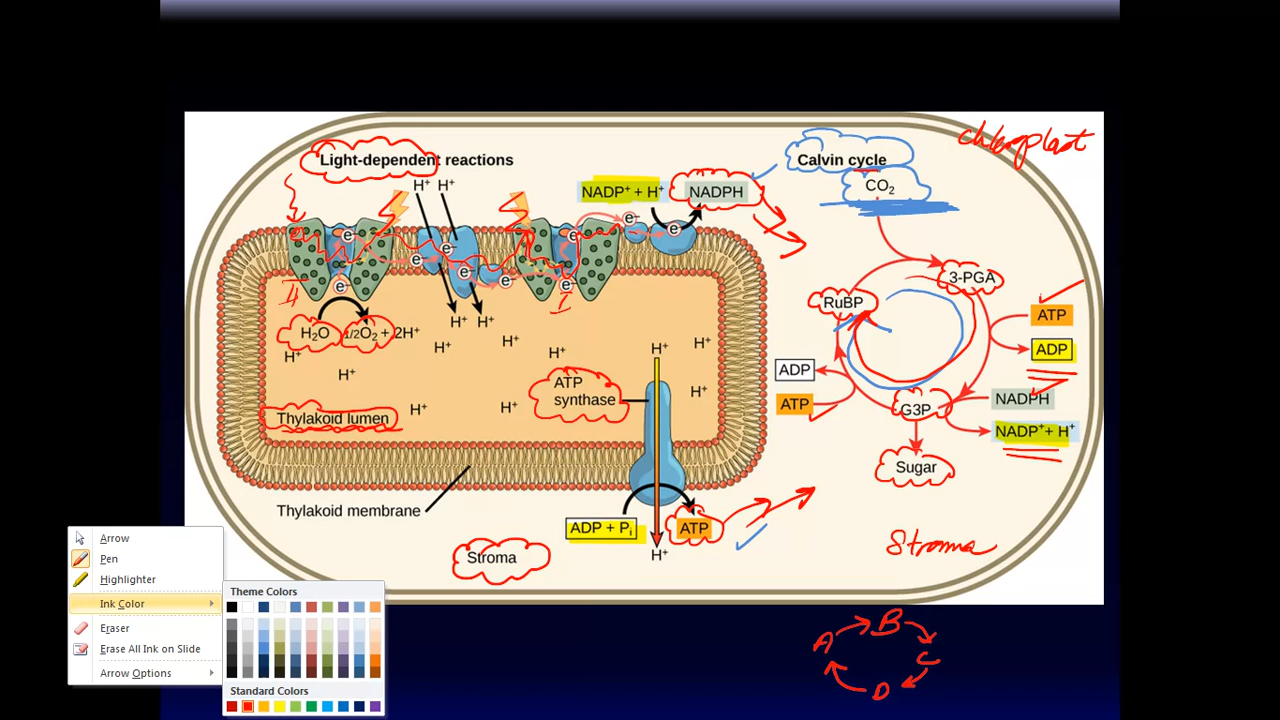 chloroplast
Light-dependent reactions
Calvin cycle
H⁺ H⁺
NADP⁺ + H⁺ NADPH
CO₂
e⁻ e⁻ e⁻ e⁻ e⁻ e⁻ e⁻
e⁻ e⁻ e⁻ e⁻
II
I
3-PGA
RuBP
ATP
ADP
H₂O 1/2O₂ + 2H⁺
H⁺ H⁺
H⁺ H⁺ H⁺ H⁺ H⁺ H⁺
H⁺ H⁺ H⁺ H⁺
ATP
synthase
ADP
ATP
G3P
NADPH
NADP⁺+ H⁺
Thylakoid lumen
Sugar
Thylakoid membrane
ADP + Pᵢ ATP
H⁺
Stroma
Stroma
Arrow
Pen
Highlighter
Ink Color
Eraser
Erase All Ink on Slide
Arrow Options
Theme Colors
Standard Colors
A B
C
D